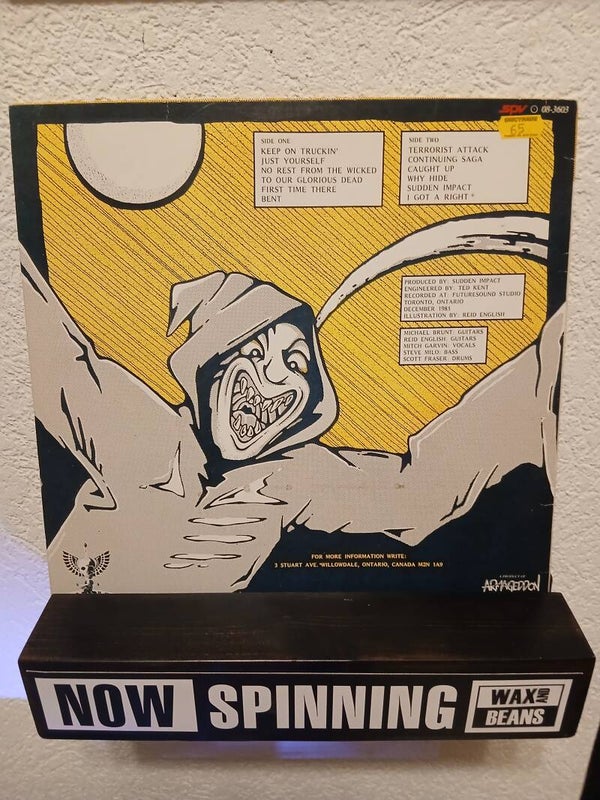 SPV 08-3603
65
SIDE ONE
KEEP ON TRUCKIN'
JUST YOURSELF
NO REST FROM THE WICKED
TO OUR GLORIOUS DEAD
FIRST TIME THERE
BENT
SIDE TWO
TERRORIST ATTACK
CONTINUING SAGA
CAUGHT UP
WHY HIDE
SUDDEN IMPACT
I GOT A RIGHT *
PRODUCED BY: SUDDEN IMPACT
ENGINEERED BY: TED KENT
RECORDED AT: FUTURESOUND STUDIO
TORONTO, ONTARIO
DECEMBER 1985
ILLUSTRATION BY: REID ENGLISH
MICHAEL BRUNT: GUITARS
REID ENGLISH: GUITARS
MITCH GARVIN: VOCALS
STEVE MILO: BASS
SCOTT FRASER: DRUMS
FOR MORE INFORMATION WRITE:
3 STUART AVE. WILLOWDALE, ONTARIO, CANADA M2N 1A9
A PRODUCT OF
ARMAGEDDON
NOW SPINNING WAX AND BEANS